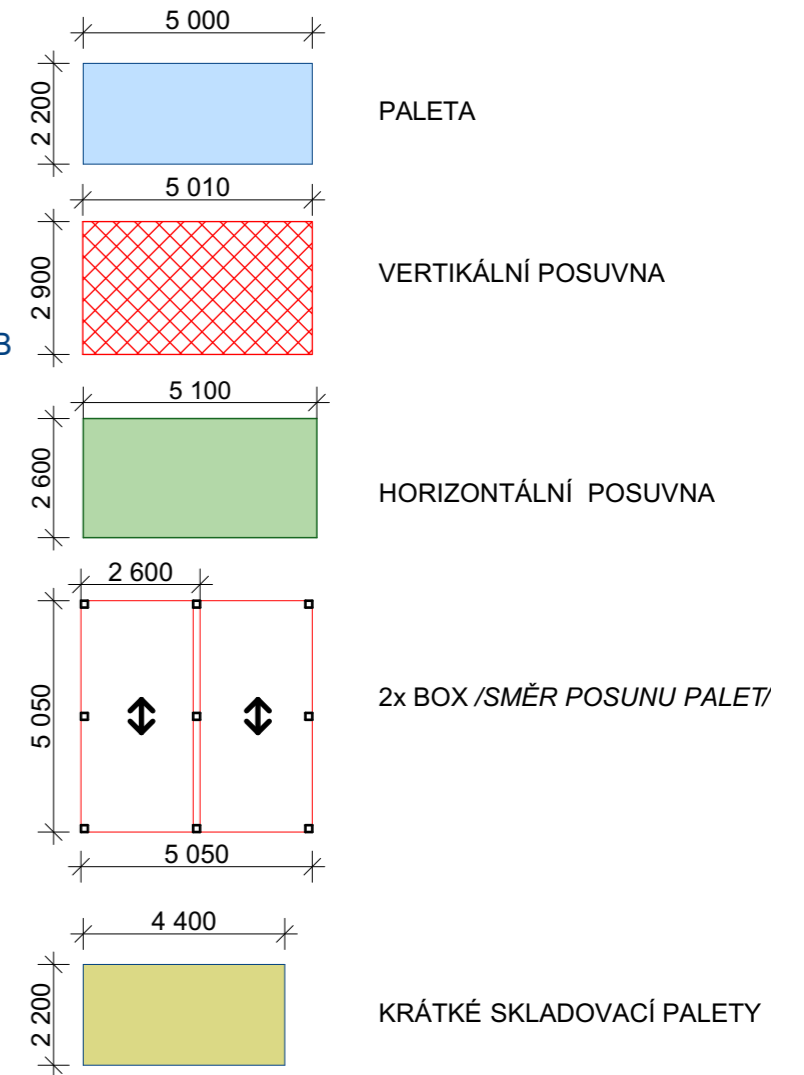 5 000
2 200
PALETA
5 010
2 900
VERTIKÁLNÍ POSUVNA
B
5 100
2 600
HORIZONTÁLNÍ POSUVNA
2 600
5 050
2x BOX /SMĚR POSUNU PALET/
5 050
4 400
2 200
KRÁTKÉ SKLADOVACÍ PALETY